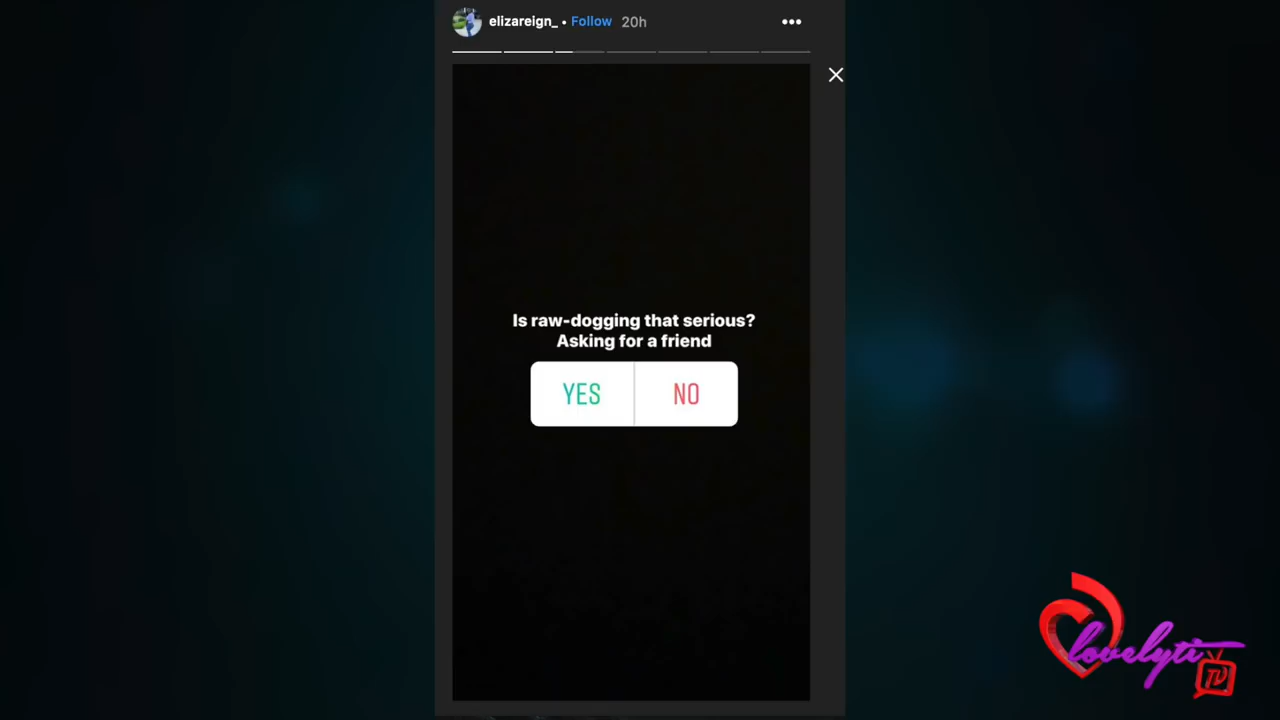 elizareign_ • Follow 20h
Is raw-dogging that serious?
Asking for a friend
YES NO
lovelyti
TV